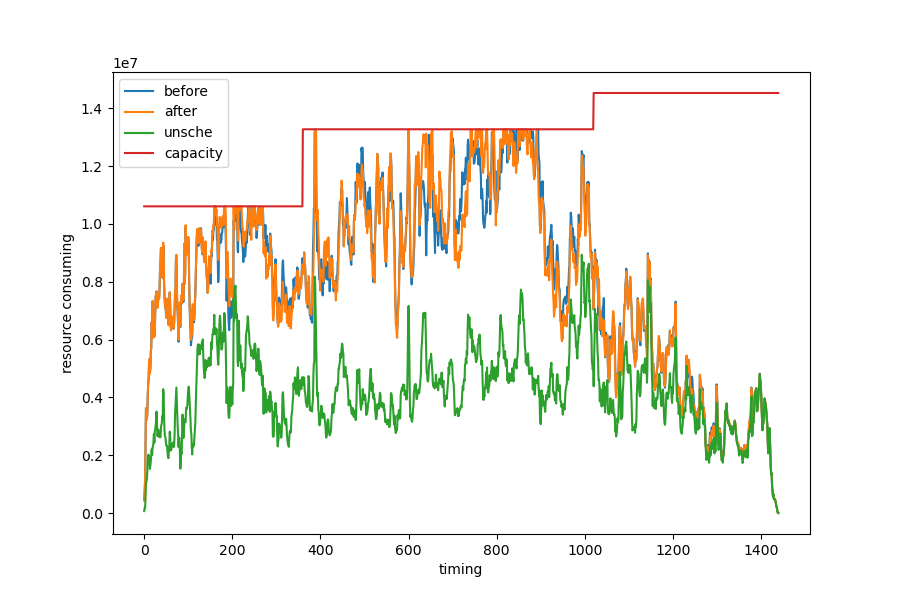 1e7
before
after
unsche
capacity
1.4
1.2
1.0
0.8
0.6
0.4
0.2
0.0
resource consuming
0 200 400 600 800 1000 1200 1400
timing